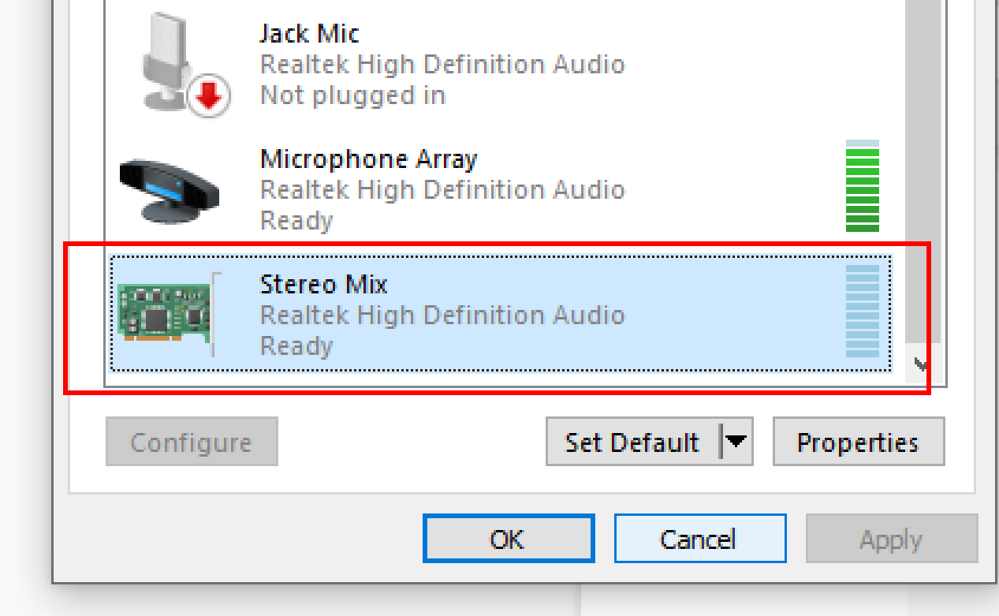 Jack Mic
Realtek High Definition Audio
Not plugged in
Microphone Array
Realtek High Definition Audio
Ready
Stereo Mix
Realtek High Definition Audio
Ready
Configure
Set Default
Properties
OK
Cancel
Apply